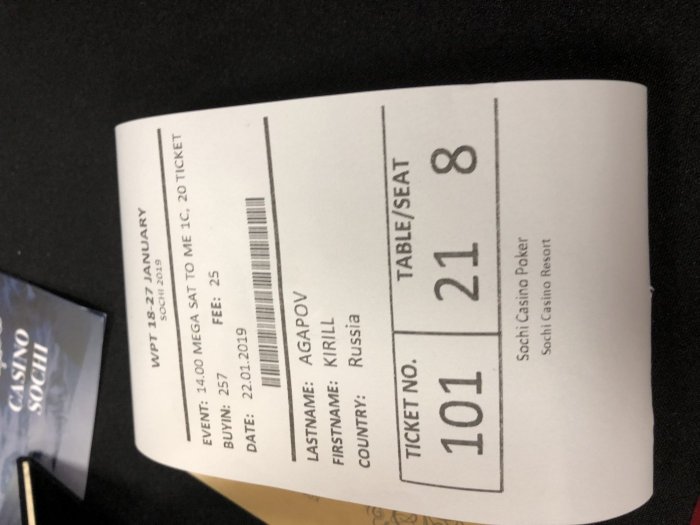 WPT 18-27 JANUARY
SOCHI 2019
EVENT: 14.00 MEGA SAT TO ME 1C, 20 TICKET
BUYIN: 257 FEE: 25
DATE: 22.01.2019
LASTNAME: AGAPOV
FIRSTNAME: KIRILL
COUNTRY: Russia
TICKET NO. TABLE/SEAT
101 21 8
Sochi Casino Poker
Sochi Casino Resort
CASINO
SOCHI